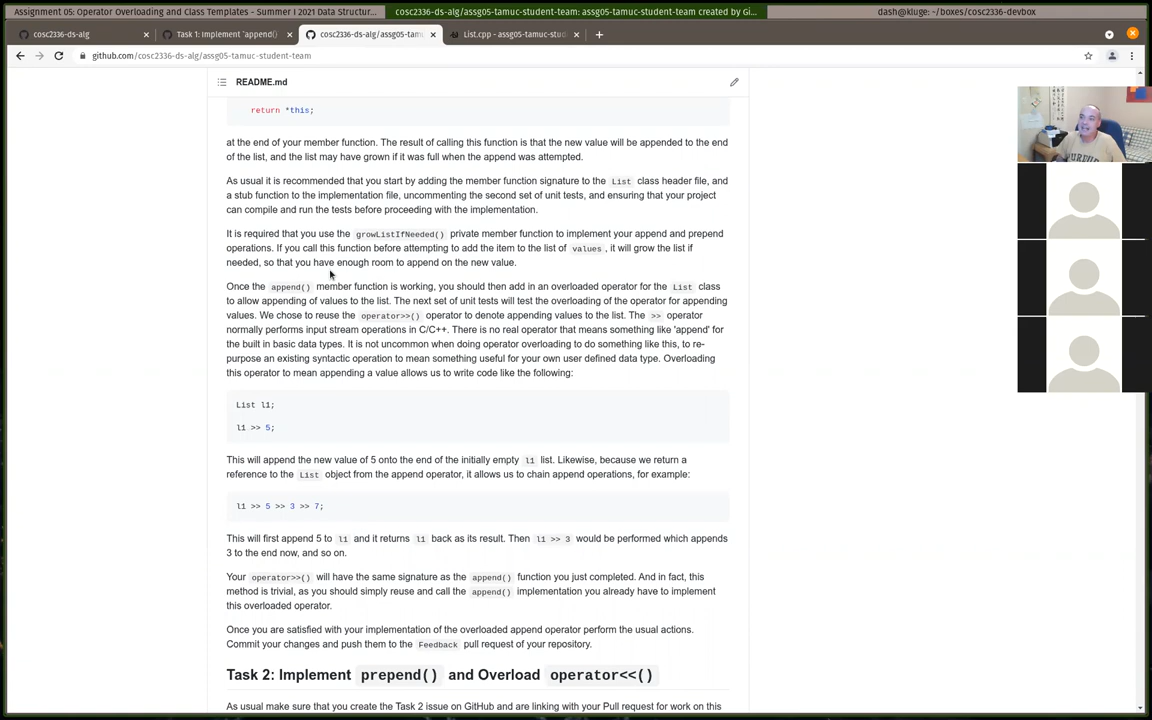 Assignment 05: Operator Overloading and Class Templates - Summer I 2021 Data Structur...
cosc2336-ds-alg/assg05-tamuc-student-team: assg05-tamuc-student-team created by Gi...
dash@kluge: ~/boxes/cosc2336-devbox
cosc2336-ds-alg
Task 1: Implement `append()
cosc2336-ds-alg/assg05-tam
List.cpp - assg05-tamuc-stud
github.com/cosc2336-ds-alg/assg05-tamuc-student-team
README.md
return *this;
at the end of your member function. The result of calling this function is that the new value will be appended to the end
of the list, and the list may have grown if it was full when the append was attempted.
As usual it is recommended that you start by adding the member function signature to the List class header file, and
a stub function to the implementation file, uncommenting the second set of unit tests, and ensuring that your project
can compile and run the tests before proceeding with the implementation.
It is required that you use the growListIfNeeded() private member function to implement your append and prepend
operations. If you call this function before attempting to add the item to the list of values, it will grow the list if
needed, so that you have enough room to append on the new value.
Once the append() member function is working, you should then add in an overloaded operator for the List class
to allow appending of values to the list. The next set of unit tests will test the overloading of the operator for appending
values. We chose to reuse the operator>>() operator to denote appending values to the list. The >> operator
normally performs input stream operations in C/C++. There is no real operator that means something like 'append' for
the built in basic data types. It is not uncommon when doing operator overloading to do something like this, to re-
purpose an existing syntactic operation to mean something useful for your own user defined data type. Overloading
this operator to mean appending a value allows us to write code like the following:
List l1;
l1 >> 5;
This will append the new value of 5 onto the end of the initially empty l1 list. Likewise, because we return a
reference to the List object from the append operator, it allows us to chain append operations, for example:
l1 >> 5 >> 3 >> 7;
This will first append 5 to l1 and it returns l1 back as its result. Then l1 >> 3 would be performed which appends
3 to the end now, and so on.
Your operator>>() will have the same signature as the append() function you just completed. And in fact, this
method is trivial, as you should simply reuse and call the append() implementation you already have to implement
this overloaded operator.
Once you are satisfied with your implementation of the overloaded append operator perform the usual actions.
Commit your changes and push them to the Feedback pull request of your repository.
Task 2: Implement prepend() and Overload operator<<()
As usual make sure that you create the Task 2 issue on GitHub and are linking with your Pull request for work on this